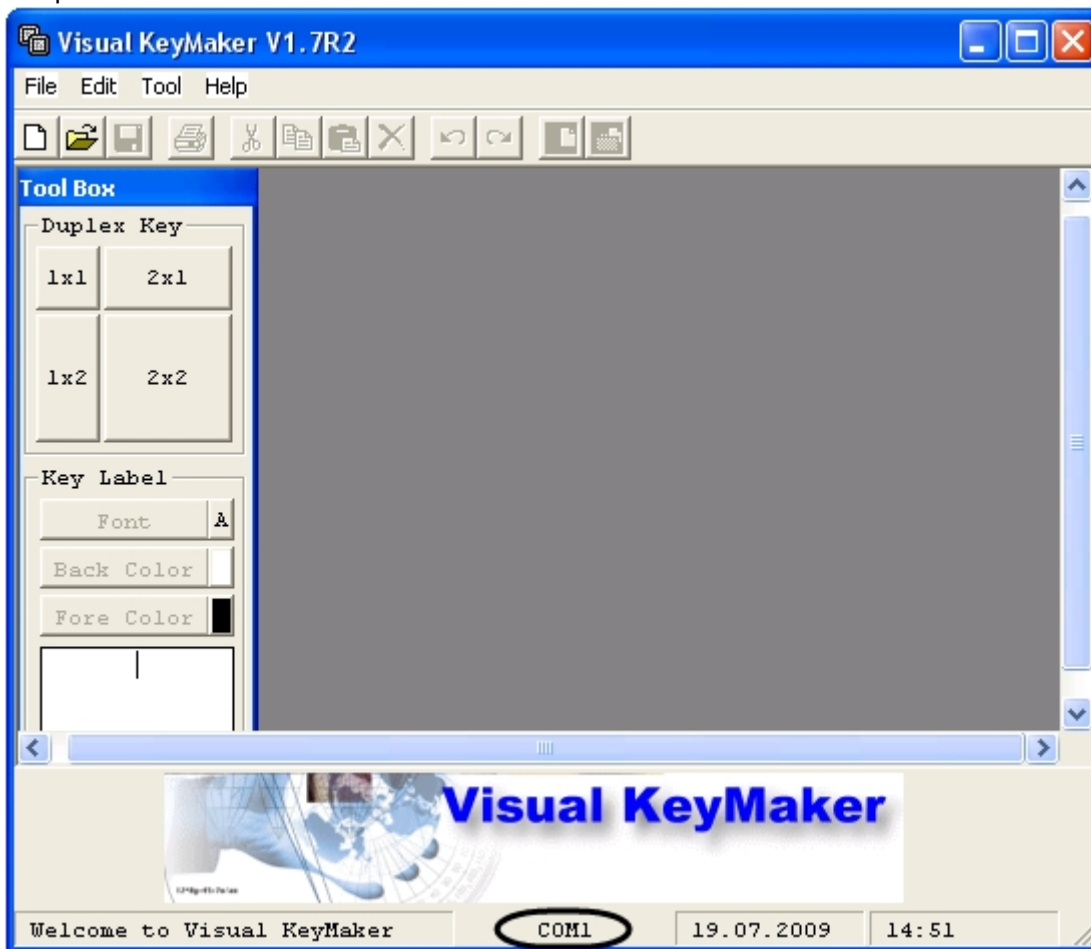 Visual KeyMaker V1.7R2
File Edit Tool Help
Tool Box
Duplex Key
1x1 2x1
1x2 2x2
Key Label
Font A
Back Color
Fore Color
Visual KeyMaker
Welcome to Visual KeyMaker COM1 19.07.2009 14:51